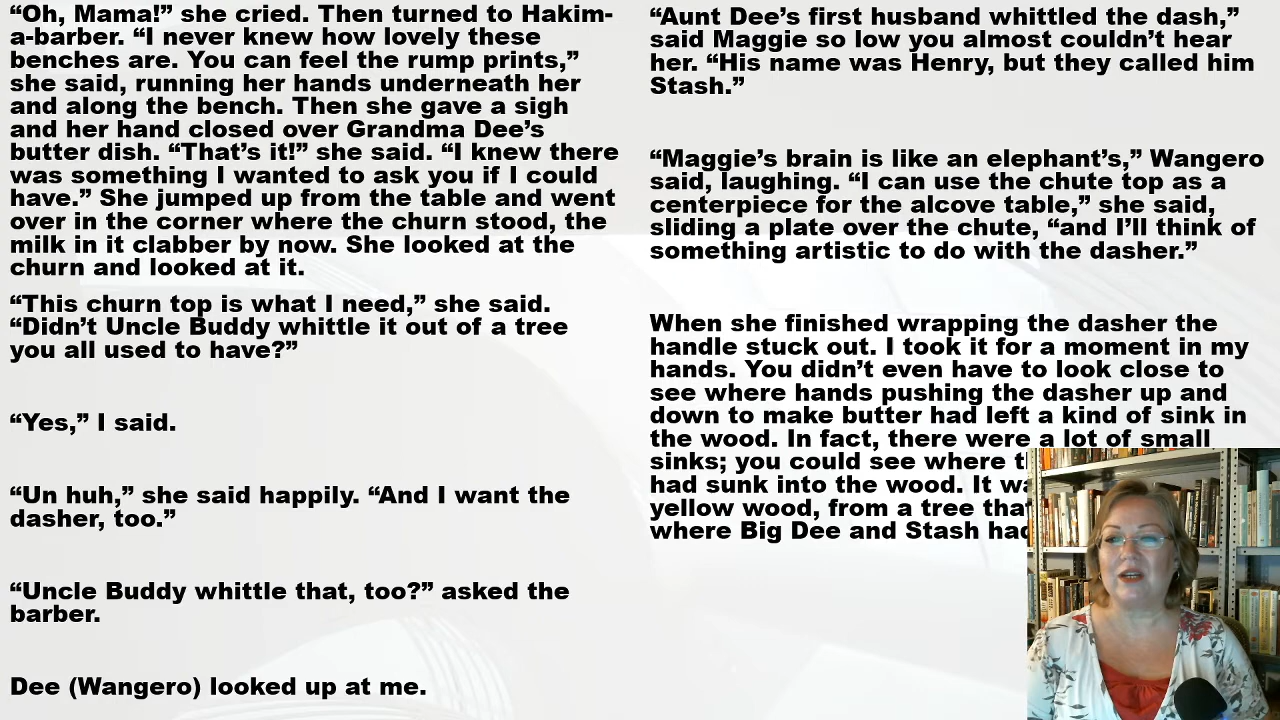 “Oh, Mama!” she cried. Then turned to Hakim-
a-barber. “I never knew how lovely these
benches are. You can feel the rump prints,”
she said, running her hands underneath her
and along the bench. Then she gave a sigh
and her hand closed over Grandma Dee’s
butter dish. “That’s it!” she said. “I knew there
was something I wanted to ask you if I could
have.” She jumped up from the table and went
over in the corner where the churn stood, the
milk in it clabber by now. She looked at the
churn and looked at it.
“This churn top is what I need,” she said.
“Didn’t Uncle Buddy whittle it out of a tree
you all used to have?”
“Yes,” I said.
“Un huh,” she said happily. “And I want the
dasher, too.”
“Uncle Buddy whittle that, too?” asked the
barber.
Dee (Wangero) looked up at me.
“Aunt Dee’s first husband whittled the dash,”
said Maggie so low you almost couldn’t hear
her. “His name was Henry, but they called him
Stash.”
“Maggie’s brain is like an elephant’s,” Wangero
said, laughing. “I can use the chute top as a
centerpiece for the alcove table,” she said,
sliding a plate over the chute, “and I’ll think of
something artistic to do with the dasher.”
When she finished wrapping the dasher the
handle stuck out. I took it for a moment in my
hands. You didn’t even have to look close to
see where hands pushing the dasher up and
down to make butter had left a kind of sink in
the wood. In fact, there were a lot of small
sinks; you could see where
had sunk into the wood. It
yellow wood, from a tree
where Big Dee and Stash